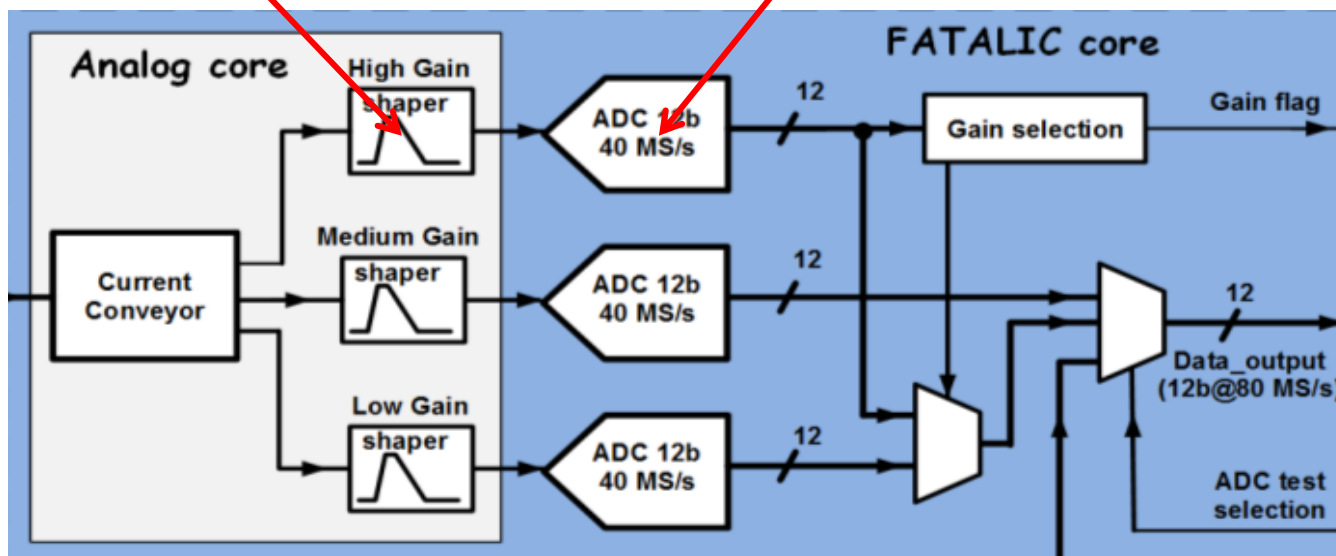 Analog core
FATALIC core
High Gain
shaper
ADC 12b
40 MS/s
12
Gain selection
Gain flag
Medium Gain
shaper
Current
Conveyor
ADC 12b
40 MS/s
12
12
Data_output
(12b@80 MS/s)
Low Gain
shaper
ADC 12b
40 MS/s
12
ADC test
selection